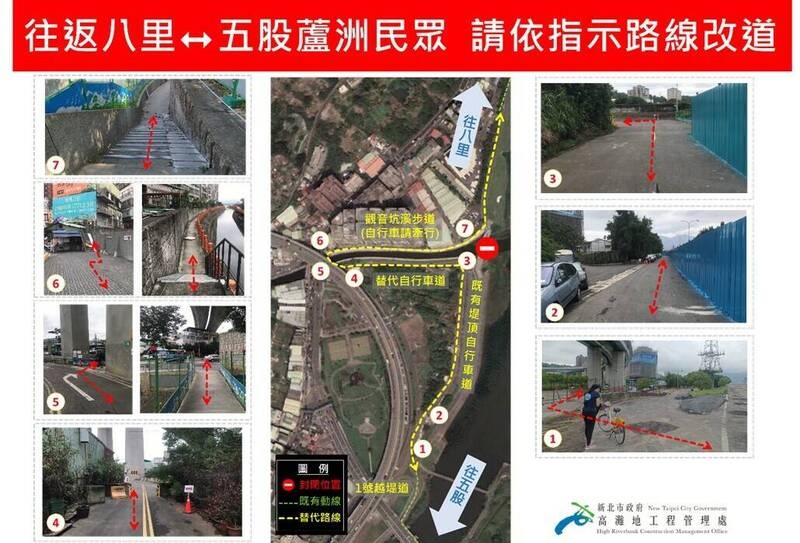 往返八里↔五股蘆洲民眾 請依指示路線改道
7
6
5
4
往八里
觀音坑溪步道
(自行車請牽行)
7
6
3
5
4
替代自行車道
既有堤頂自行車道
2
1
1號越堤道
往五股
圖例
封閉位置
既有動線
替代路線
3
2
1
新北市政府 New Taipei City Government
高灘地工程管理處
High Riverbank Construction Management Office